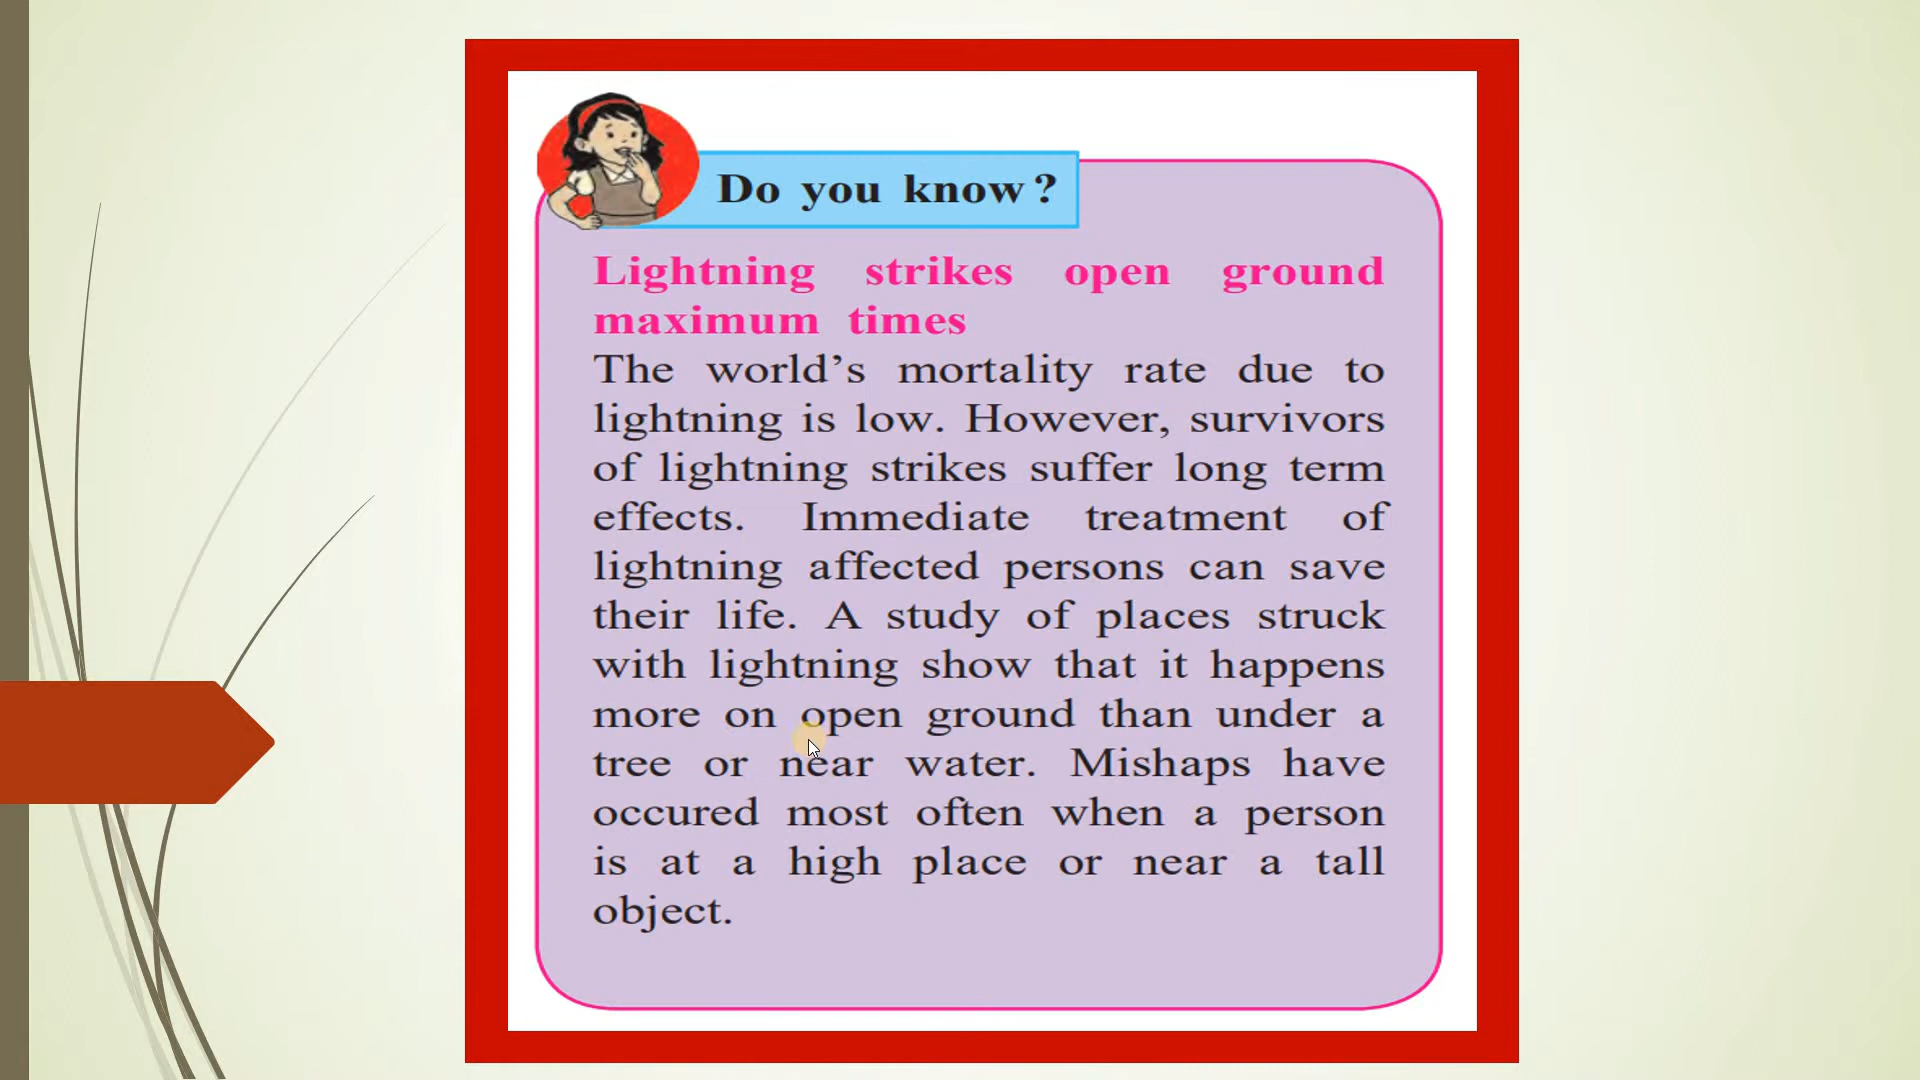 Do you know ?
Lightning strikes open ground
maximum times
The world’s mortality rate due to
lightning is low. However, survivors
of lightning strikes suffer long term
effects. Immediate treatment of
lightning affected persons can save
their life. A study of places struck
with lightning show that it happens
more on open ground than under a
tree or near water. Mishaps have
occured most often when a person
is at a high place or near a tall
object.